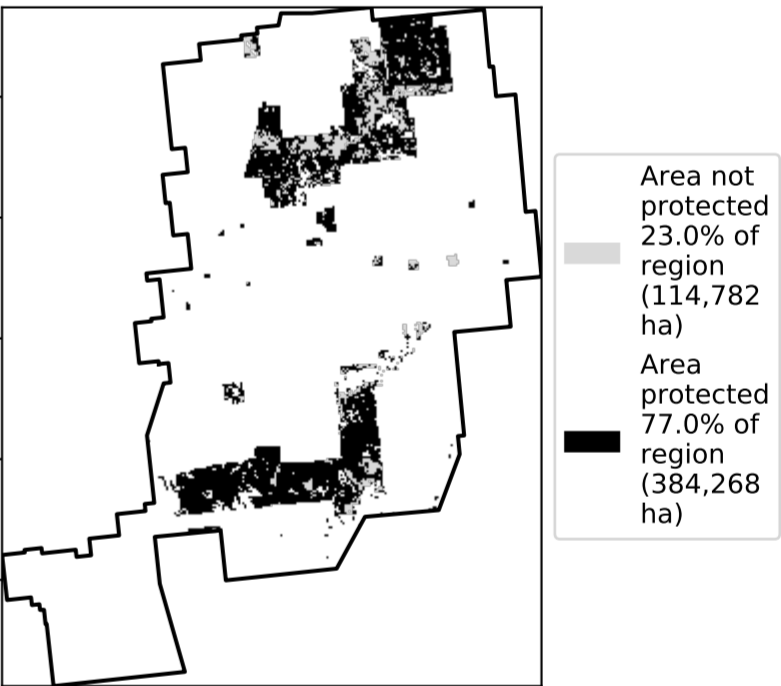 Area not
protected
23.0% of
region
(114,782
ha)
Area
protected
77.0% of
region
(384,268
ha)